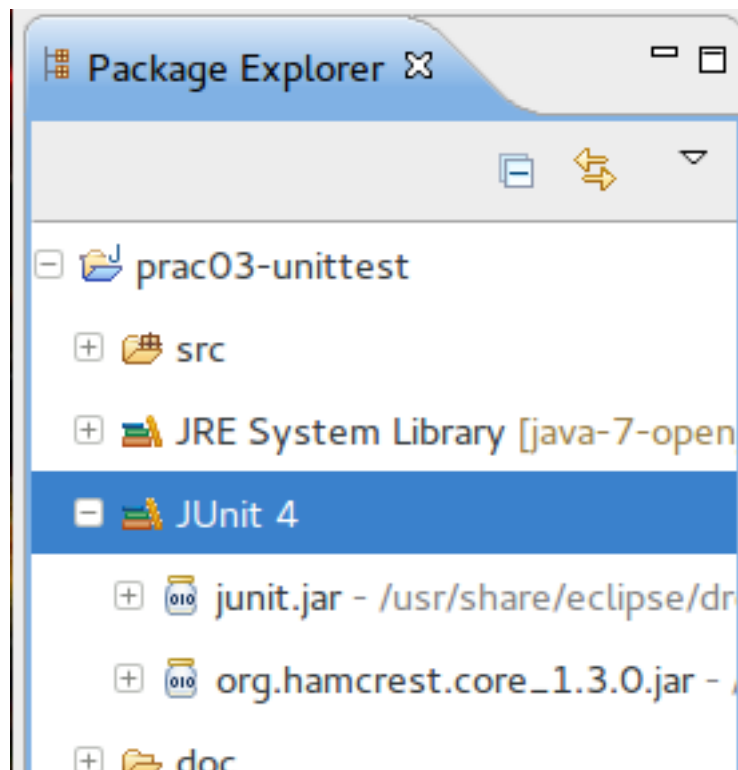 Package Explorer
prac03-unittest
src
JRE System Library [java-7-open
JUnit 4
junit.jar - /usr/share/eclipse/dr
org.hamcrest.core_1.3.0.jar - /
doc